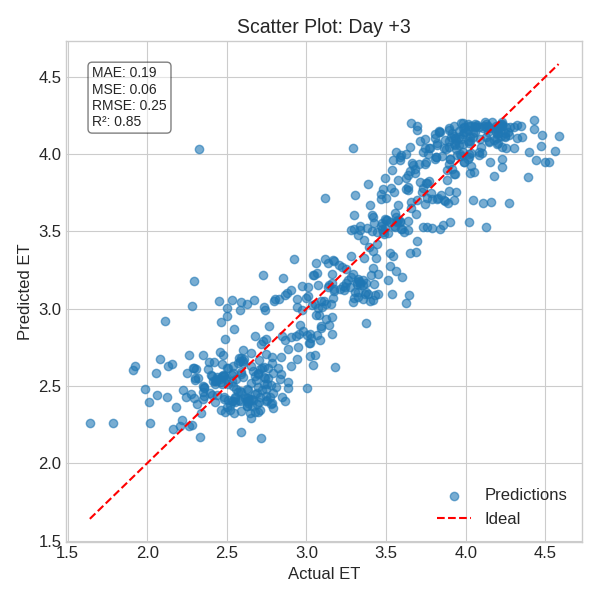 Scatter Plot: Day +3
MAE: 0.19
MSE: 0.06
RMSE: 0.25
R²: 0.85
Predicted ET
4.5
4.0
3.5
3.0
2.5
2.0
1.5
1.5 2.0 2.5 3.0 3.5 4.0 4.5
Actual ET
Predictions
Ideal